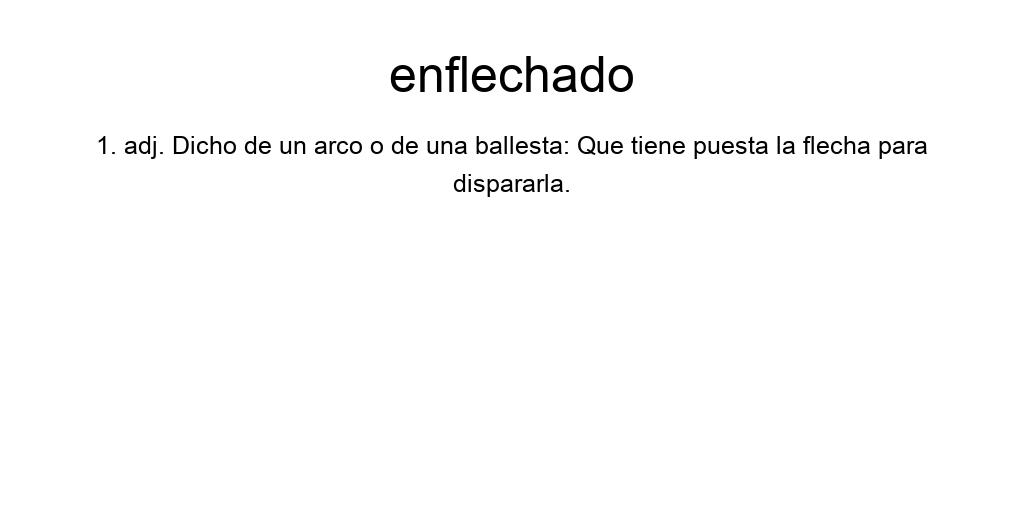 enflechado
1. adj. Dicho de un arco o de una ballesta: Que tiene puesta la flecha para
dispararla.